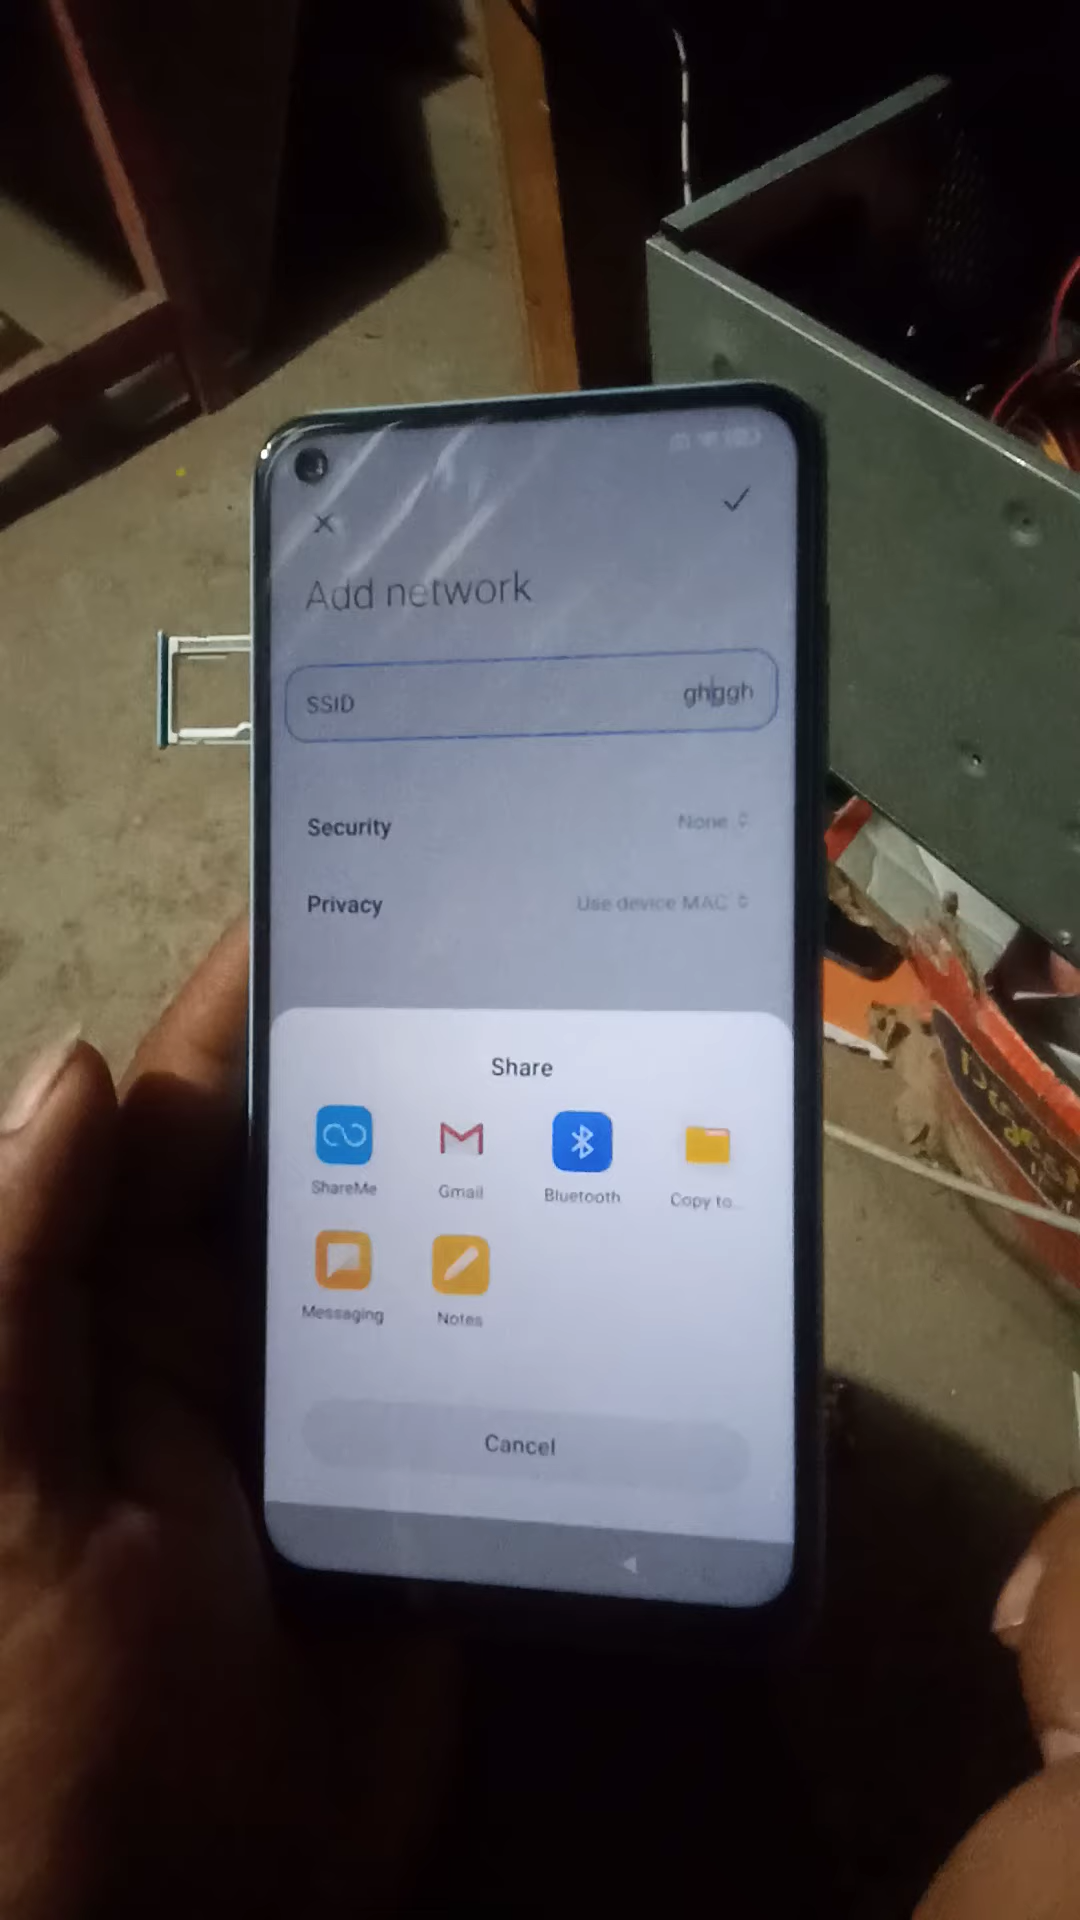 Add network
SSID
ghggh
Security
None
Privacy
Use device MAC
Share
ShareMe
Gmail
Bluetooth
Copy to...
Messaging
Notes
Cancel